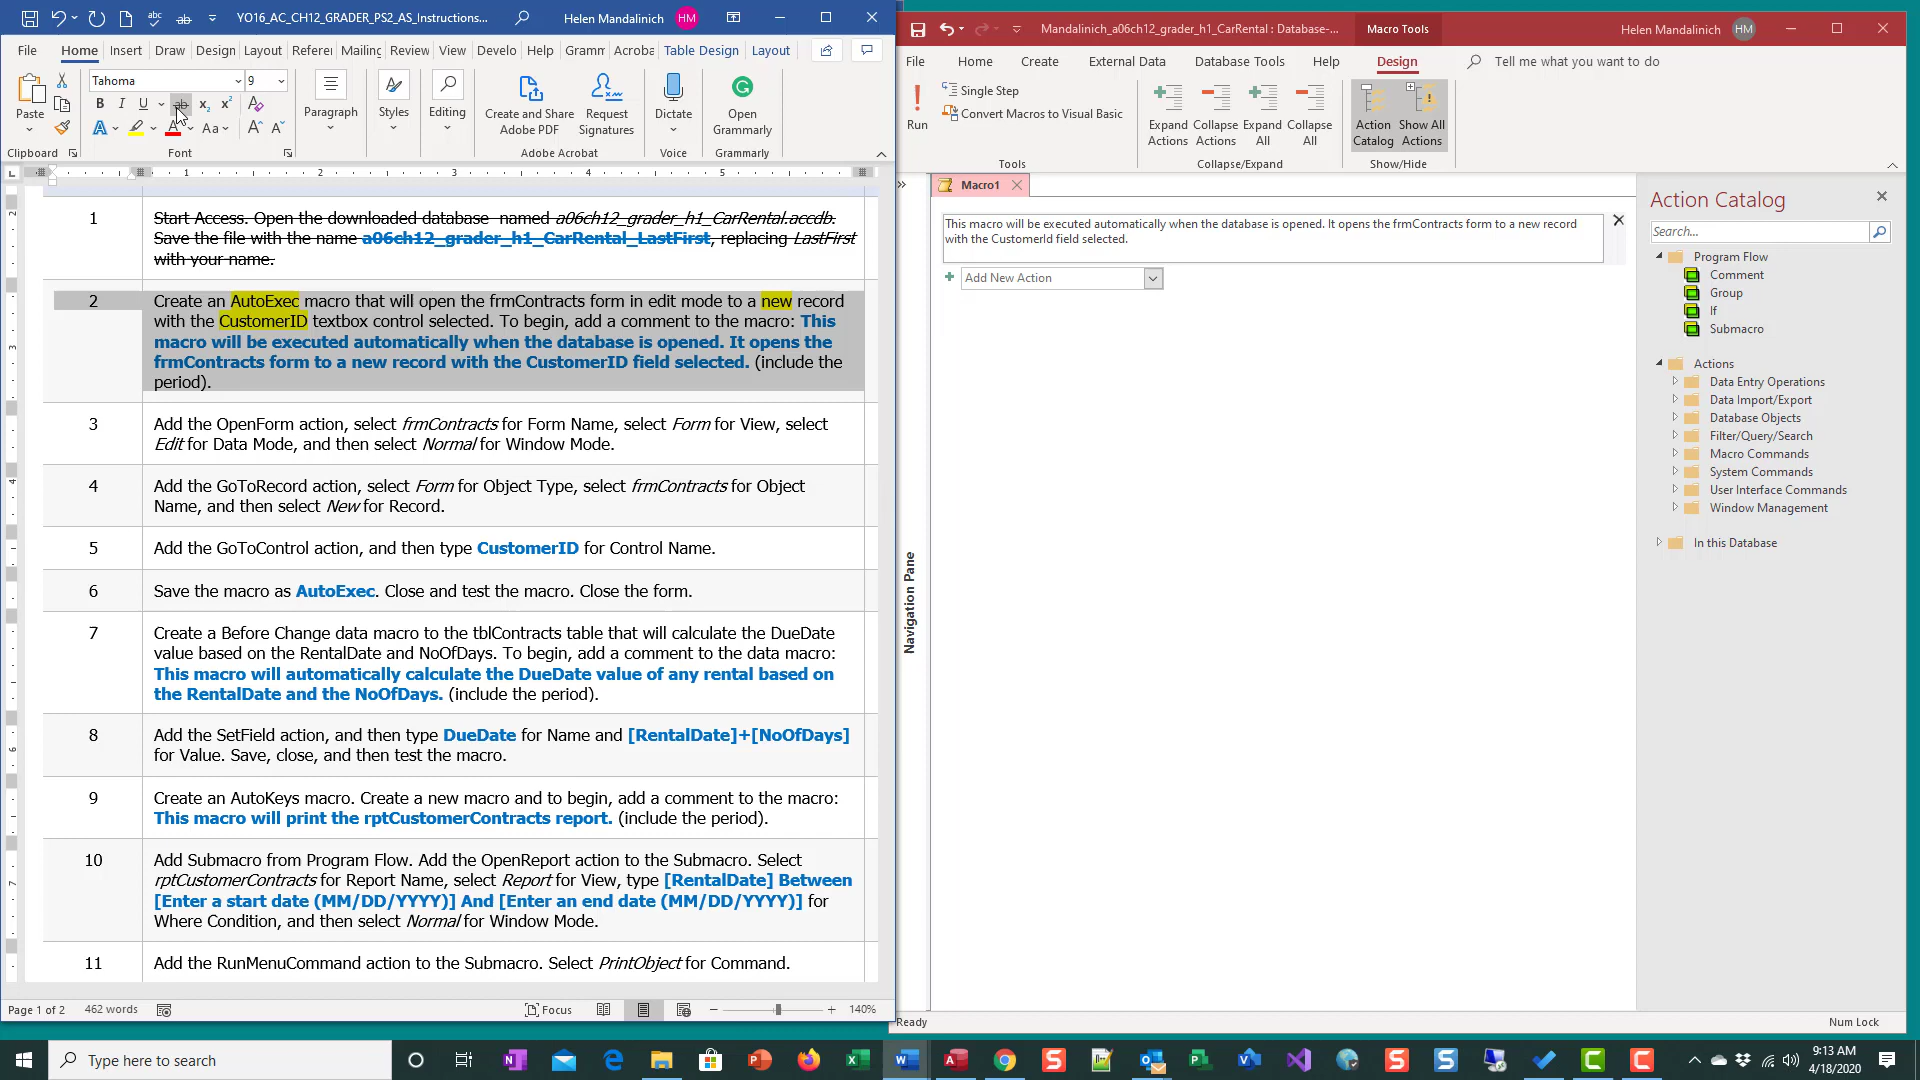 YO16_AC_CH12_GRADER_PS2_AS_Instructions...
Helen Mandalinich
HM
File
Home
Insert
Draw
Design
Layout
Referer
Mailing
Review
View
Develo
Help
Gramm
Acroba
Table Design
Layout
Paste
Tahoma
9
Paragraph
Styles
Editing
Create and Share
Adobe PDF
Request
Signatures
Dictate
Open
Grammarly
Clipboard
Font
Adobe Acrobat
Voice
Grammarly
1
Start Access. Open the downloaded database named a06ch12_grader_h1_CarRental.accdb.
Save the file with the name a06ch12_grader_h1_CarRental_LastFirst, replacing LastFirst
with your name.
2
Create an AutoExec macro that will open the frmContracts form in edit mode to a new record
with the CustomerID textbox control selected. To begin, add a comment to the macro: This
macro will be executed automatically when the database is opened. It opens the
frmContracts form to a new record with the CustomerID field selected. (include the
period).
3
Add the OpenForm action, select frmContracts for Form Name, select Form for View, select
Edit for Data Mode, and then select Normal for Window Mode.
4
Add the GoToRecord action, select Form for Object Type, select frmContracts for Object
Name, and then select New for Record.
5
Add the GoToControl action, and then type CustomerID for Control Name.
6
Save the macro as AutoExec. Close and test the macro. Close the form.
7
Create a Before Change data macro to the tblContracts table that will calculate the DueDate
value based on the RentalDate and NoOfDays. To begin, add a comment to the data macro:
This macro will automatically calculate the DueDate value of any rental based on
the RentalDate and the NoOfDays. (include the period).
8
Add the SetField action, and then type DueDate for Name and [RentalDate]+[NoOfDays]
for Value. Save, close, and then test the macro.
9
Create an AutoKeys macro. Create a new macro and to begin, add a comment to the macro:
This macro will print the rptCustomerContracts report. (include the period).
10
Add Submacro from Program Flow. Add the OpenReport action to the Submacro. Select
rptCustomerContracts for Report Name, select Report for View, type [RentalDate] Between
[Enter a start date (MM/DD/YYYY)] And [Enter an end date (MM/DD/YYYY)] for
Where Condition, and then select Normal for Window Mode.
11
Add the RunMenuCommand action to the Submacro. Select PrintObject for Command.
Page 1 of 2
462 words
Focus
140%
Mandalinich_a06ch12_grader_h1_CarRental : Database-...
Macro Tools
Helen Mandalinich
HM
File
Home
Create
External Data
Database Tools
Help
Design
Tell me what you want to do
Run
Single Step
Convert Macros to Visual Basic
Expand
Actions
Collapse
Actions
Expand
All
Collapse
All
Action
Catalog
Show All
Actions
Tools
Collapse/Expand
Show/Hide
Macro1
This macro will be executed automatically when the database is opened. It opens the frmContracts form to a new record
with the CustomerId field selected.
Add New Action
Navigation Pane
Action Catalog
Search...
Program Flow
Comment
Group
If
Submacro
Actions
Data Entry Operations
Data Import/Export
Database Objects
Filter/Query/Search
Macro Commands
System Commands
User Interface Commands
Window Management
In this Database
Ready
Num Lock
Type here to search
9:13 AM
4/18/2020